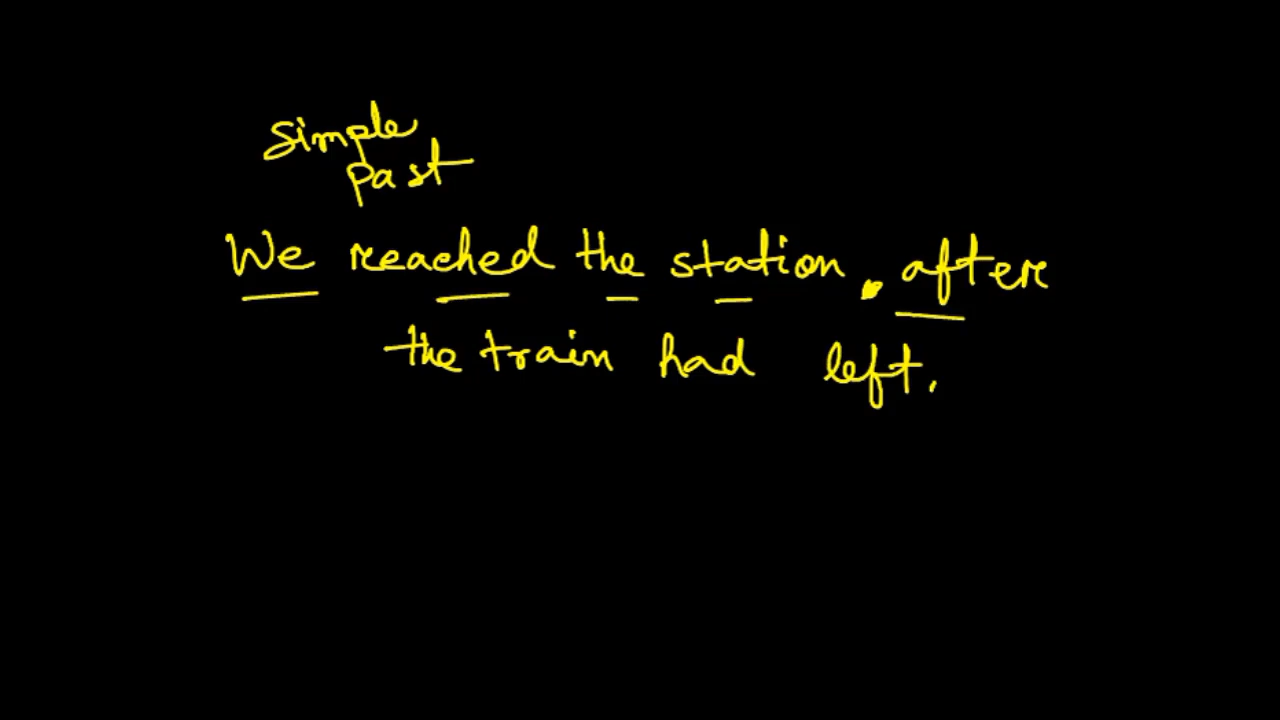 simple
past
We reached the station. after
the train had left.